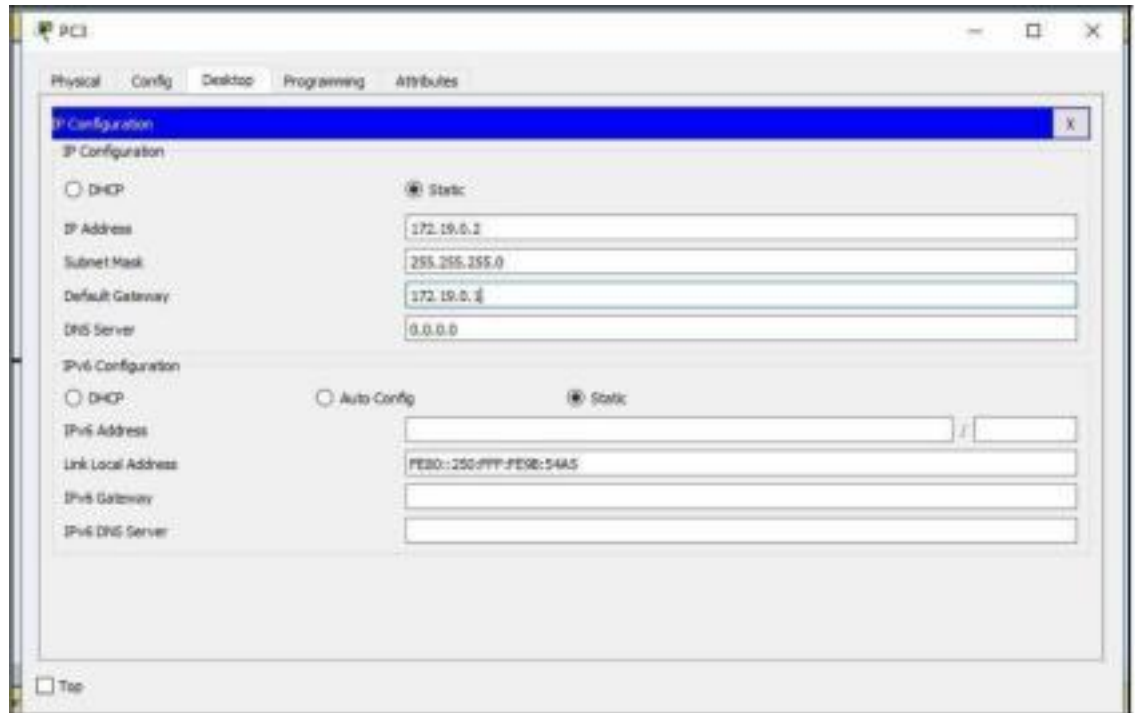 PC3
Physical Config Desktop Programming Attributes
IP Configuration X
IP Configuration
DHCP Static
IP Address 172.19.0.2
Subnet Mask 255.255.255.0
Default Gateway 172.19.0.1
DNS Server 0.0.0.0
IPv6 Configuration
DHCP Auto Config Static
IPv6 Address /
Link Local Address FE80::250:FFF:FE9B:54A5
IPv6 Gateway
IPv6 DNS Server
Top